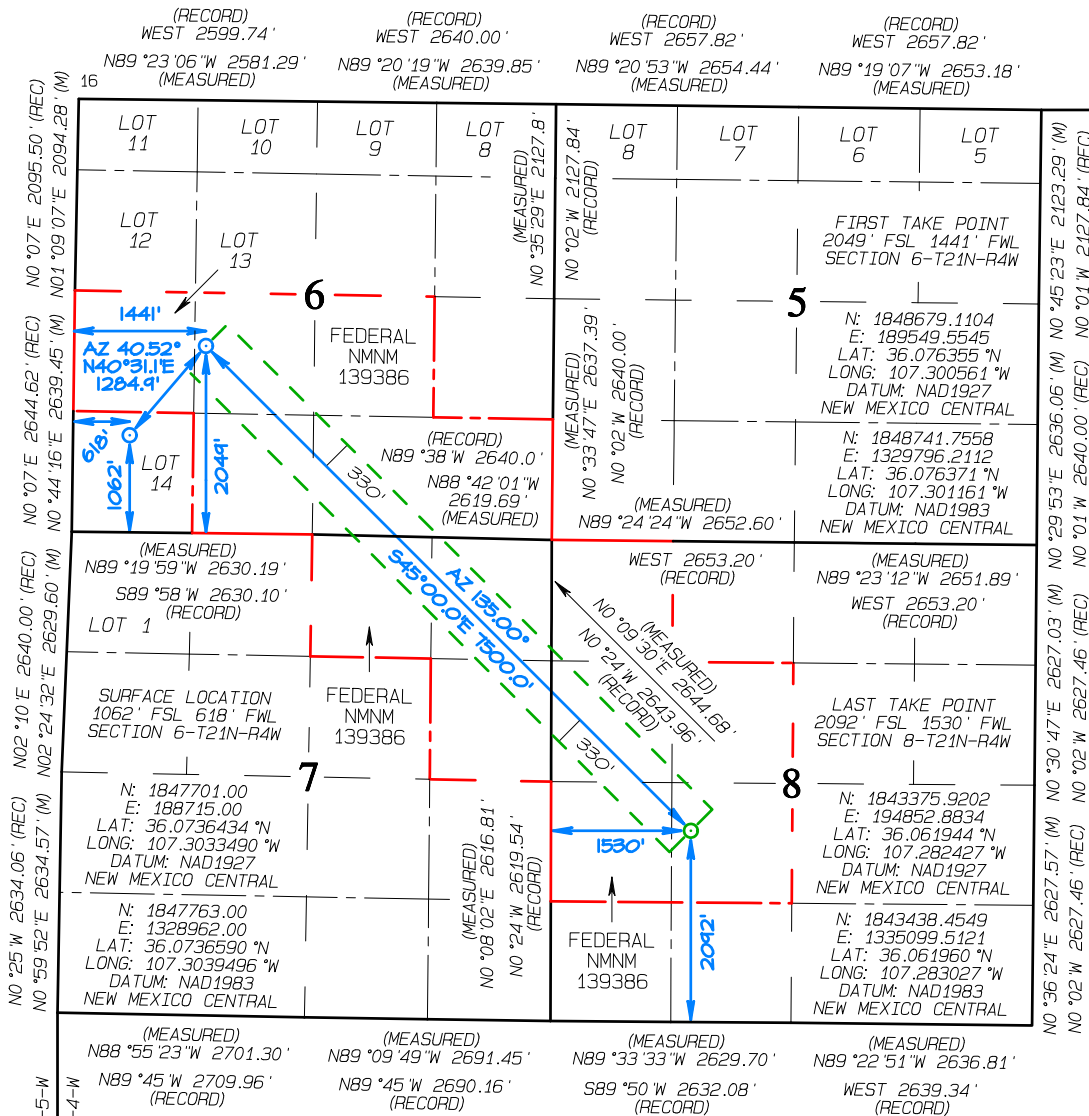 (RECORD)
WEST 2599.74'
N89°23'06"W 2581.29'
(MEASURED)
(RECORD)
WEST 2640.00'
N89°20'19"W 2639.85'
(MEASURED)
(RECORD)
WEST 2657.82'
N89°20'53"W 2654.44'
(MEASURED)
(RECORD)
WEST 2657.82'
N89°19'07"W 2653.18'
(MEASURED)
16
LOT
11
LOT
10
LOT
9
LOT
8
LOT
8
LOT
7
LOT
6
LOT
5
N0°07'E 2095.50' (REC)
N01°09'07"E 2094.28' (M)
(MEASURED)
N0°35'29"E 2127.8'
N0°02'W 2127.84'
(RECORD)
N0°45'23"E 2123.29' (M)
N0°01'W 2127.84' (REC)
LOT
12
LOT
13
6
5
FIRST TAKE POINT
2049' FSL 1441' FWL
SECTION 6-T21N-R4W
N: 1848679.1104
E: 189549.5545
LAT: 36.076355°N
LONG: 107.300561°W
DATUM: NAD1927
NEW MEXICO CENTRAL
N: 1848741.7558
E: 1329796.2112
LAT: 36.076371°N
LONG: 107.301161°W
DATUM: NAD1983
NEW MEXICO CENTRAL
1441'
AZ 40.52°
N40°31.1'E
1284.9'
FEDERAL
NMNM
139386
618'
1062'
LOT
14
2049'
330'
N0°07'E 2644.62' (REC)
N0°44'16"E 2639.45' (M)
(RECORD)
N89°38'W 2640.0'
N88°42'01"W
2619.69'
(MEASURED)
(MEASURED)
N0°33'47"E 2637.39'
N0°02'W 2640.00'
(RECORD)
(MEASURED)
N89°24'24"W 2652.60'
N0°29'53"E 2636.06' (M)
N0°01'W 2640.00' (REC)
(MEASURED)
N89°19'59"W 2630.19'
S89°58'W 2630.10'
(RECORD)
LOT 1
WEST 2653.20'
(RECORD)
(MEASURED)
N89°23'12"W 2651.89'
WEST 2653.20'
(RECORD)
AZ 135.00°
S45°00.0'E 7500.0'
(MEASURED)
N0°09'30"E 2644.68'
N0°24'W 2643.96'
(RECORD)
N02°10'E 2640.00' (REC)
N02°24'32"E 2629.60' (M)
N0°30'47"E 2627.03' (M)
N0°02'W 2627.46' (REC)
SURFACE LOCATION
1062' FSL 618' FWL
SECTION 6-T21N-R4W
FEDERAL
NMNM
139386
7
8
N: 1847701.00
E: 188715.00
LAT: 36.0736434°N
LONG: 107.3033490°W
DATUM: NAD1927
NEW MEXICO CENTRAL
N: 1847763.00
E: 1328962.00
LAT: 36.0736590°N
LONG: 107.3039496°W
DATUM: NAD1983
NEW MEXICO CENTRAL
330'
LAST TAKE POINT
2092' FSL 1530' FWL
SECTION 8-T21N-R4W
N: 1843375.9202
E: 194852.8834
LAT: 36.061944°N
LONG: 107.282427°W
DATUM: NAD1927
NEW MEXICO CENTRAL
N: 1843438.4549
E: 1335099.5121
LAT: 36.061960°N
LONG: 107.283027°W
DATUM: NAD1983
NEW MEXICO CENTRAL
1530'
2092'
FEDERAL
NMNM
139386
N0°25'W 2634.06' (REC)
N0°59'52"E 2634.57' (M)
(MEASURED)
N0°08'02"E 2616.81'
N0°24'W 2619.54'
(RECORD)
N0°36'24"E 2627.57' (M)
N0°02'W 2627.46' (REC)
(MEASURED)
N88°55'23"W 2701.30'
N89°45'W 2709.96'
(RECORD)
(MEASURED)
N89°09'49"W 2691.45'
N89°45'W 2690.16'
(RECORD)
(MEASURED)
N89°33'33"W 2629.70'
S89°50'W 2632.08'
(RECORD)
(MEASURED)
N89°22'51"W 2636.81'
WEST 2639.34'
(RECORD)
-5-W
-4-W